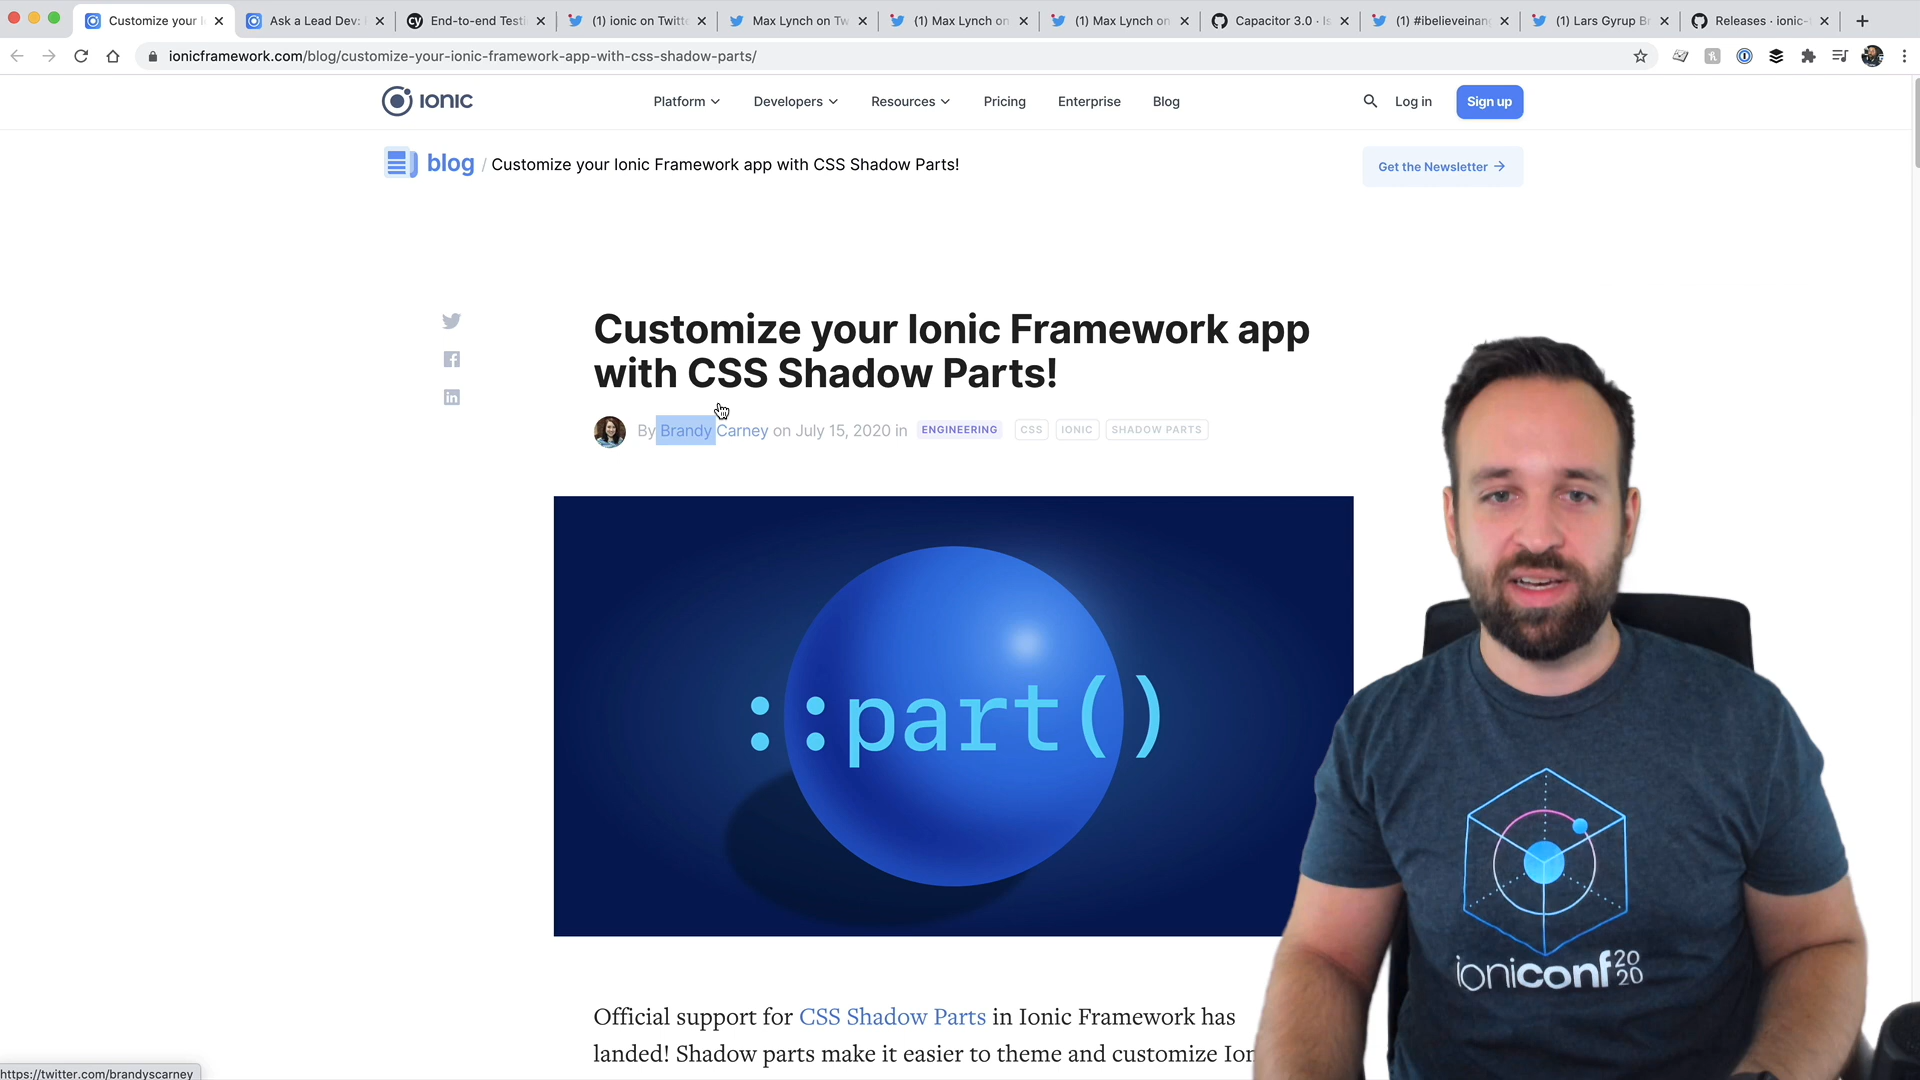 Customize your I
Ask a Lead Dev:
cy
End-to-end Testi
(1) ionic on Twitt
Max Lynch on Tw
(1) Max Lynch on
(1) Max Lynch on
Capacitor 3.0 · Is
(1) #ibelieveinan
(1) Lars Gyrup B
Releases · ionic-
ionicframework.com/blog/customize-your-ionic-framework-app-with-css-shadow-parts/
IONIC
Platform
Developers
Resources
Pricing
Enterprise
Blog
Log in
Sign up
blog / Customize your Ionic Framework app with CSS Shadow Parts!
Get the Newsletter →
Customize your Ionic Framework app
with CSS Shadow Parts!
By Brandy Carney on July 15, 2020 in ENGINEERING CSS IONIC SHADOW PARTS
::part()
ioniconf 20
20
Official support for CSS Shadow Parts in Ionic Framework has
landed! Shadow parts make it easier to theme and customize Ion
https://twitter.com/brandyscarney